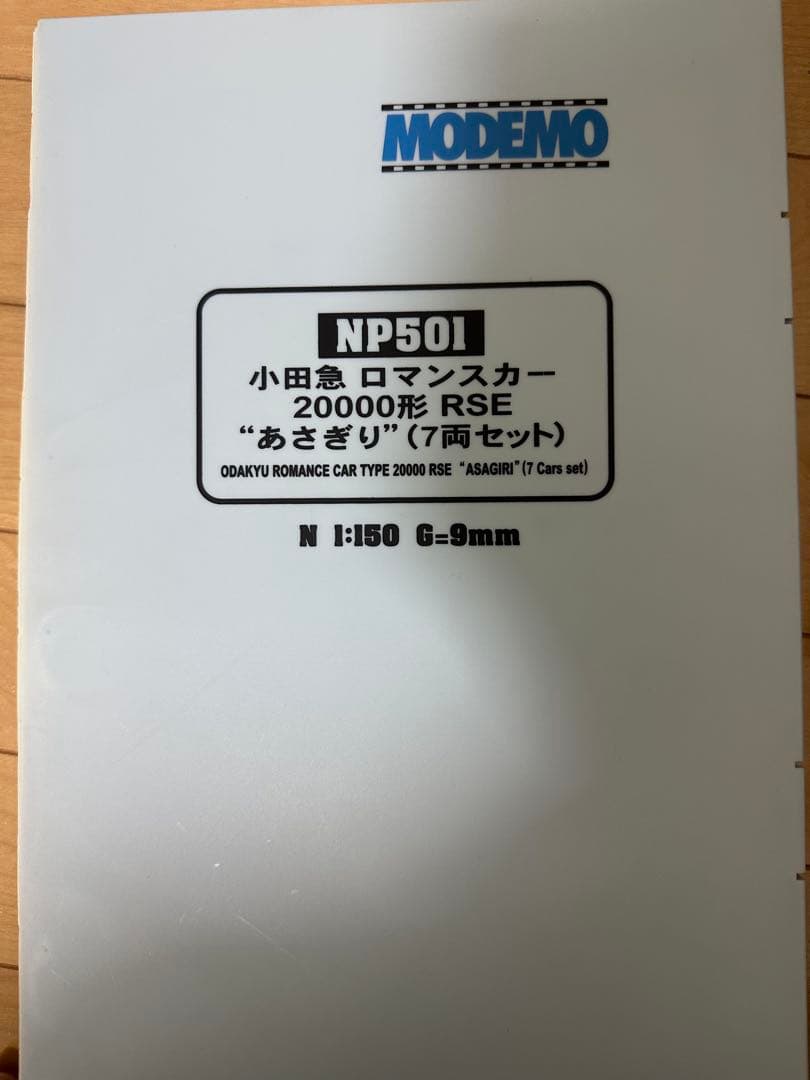 MODEMO
NP501
小田急 ロマンスカー
20000形 RSE
“あさぎり”(7両セット)
ODAKYU ROMANCE CAR TYPE 20000 RSE “ASAGIRI”(7 Cars set)
N 1:150 G=9mm